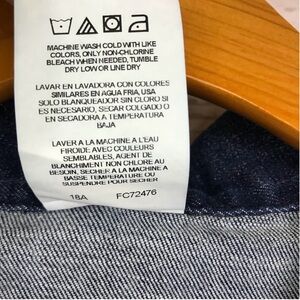 MACHINE WASH COLD WITH LIKE
COLORS, ONLY NON-CHLORINE
BLEACH WHEN NEEDED, TUMBLE
DRY LOW OR LINE DRY
LAVAR EN LAVADORA CON COLORES
SIMILARES EN AGUA FRIA, USA
SOLO BLANQUEADOR SIN CLORO SI
ES NECESARIO, SECAR COLGADO O
EN SECADORA A TEMPERATURA
BAJA
LAVER A LA MACHINE A L'EAU
FROIDE AVEC COULEURS
SEMBLABLES, AGENT DE
BLANCHIMENT NON CHLORE AU
BESOIN, SECHER A LA MACHINE A
BASSE TEMPERATURE OU
SUSPENDRE POUR SECHER
18A FC72476